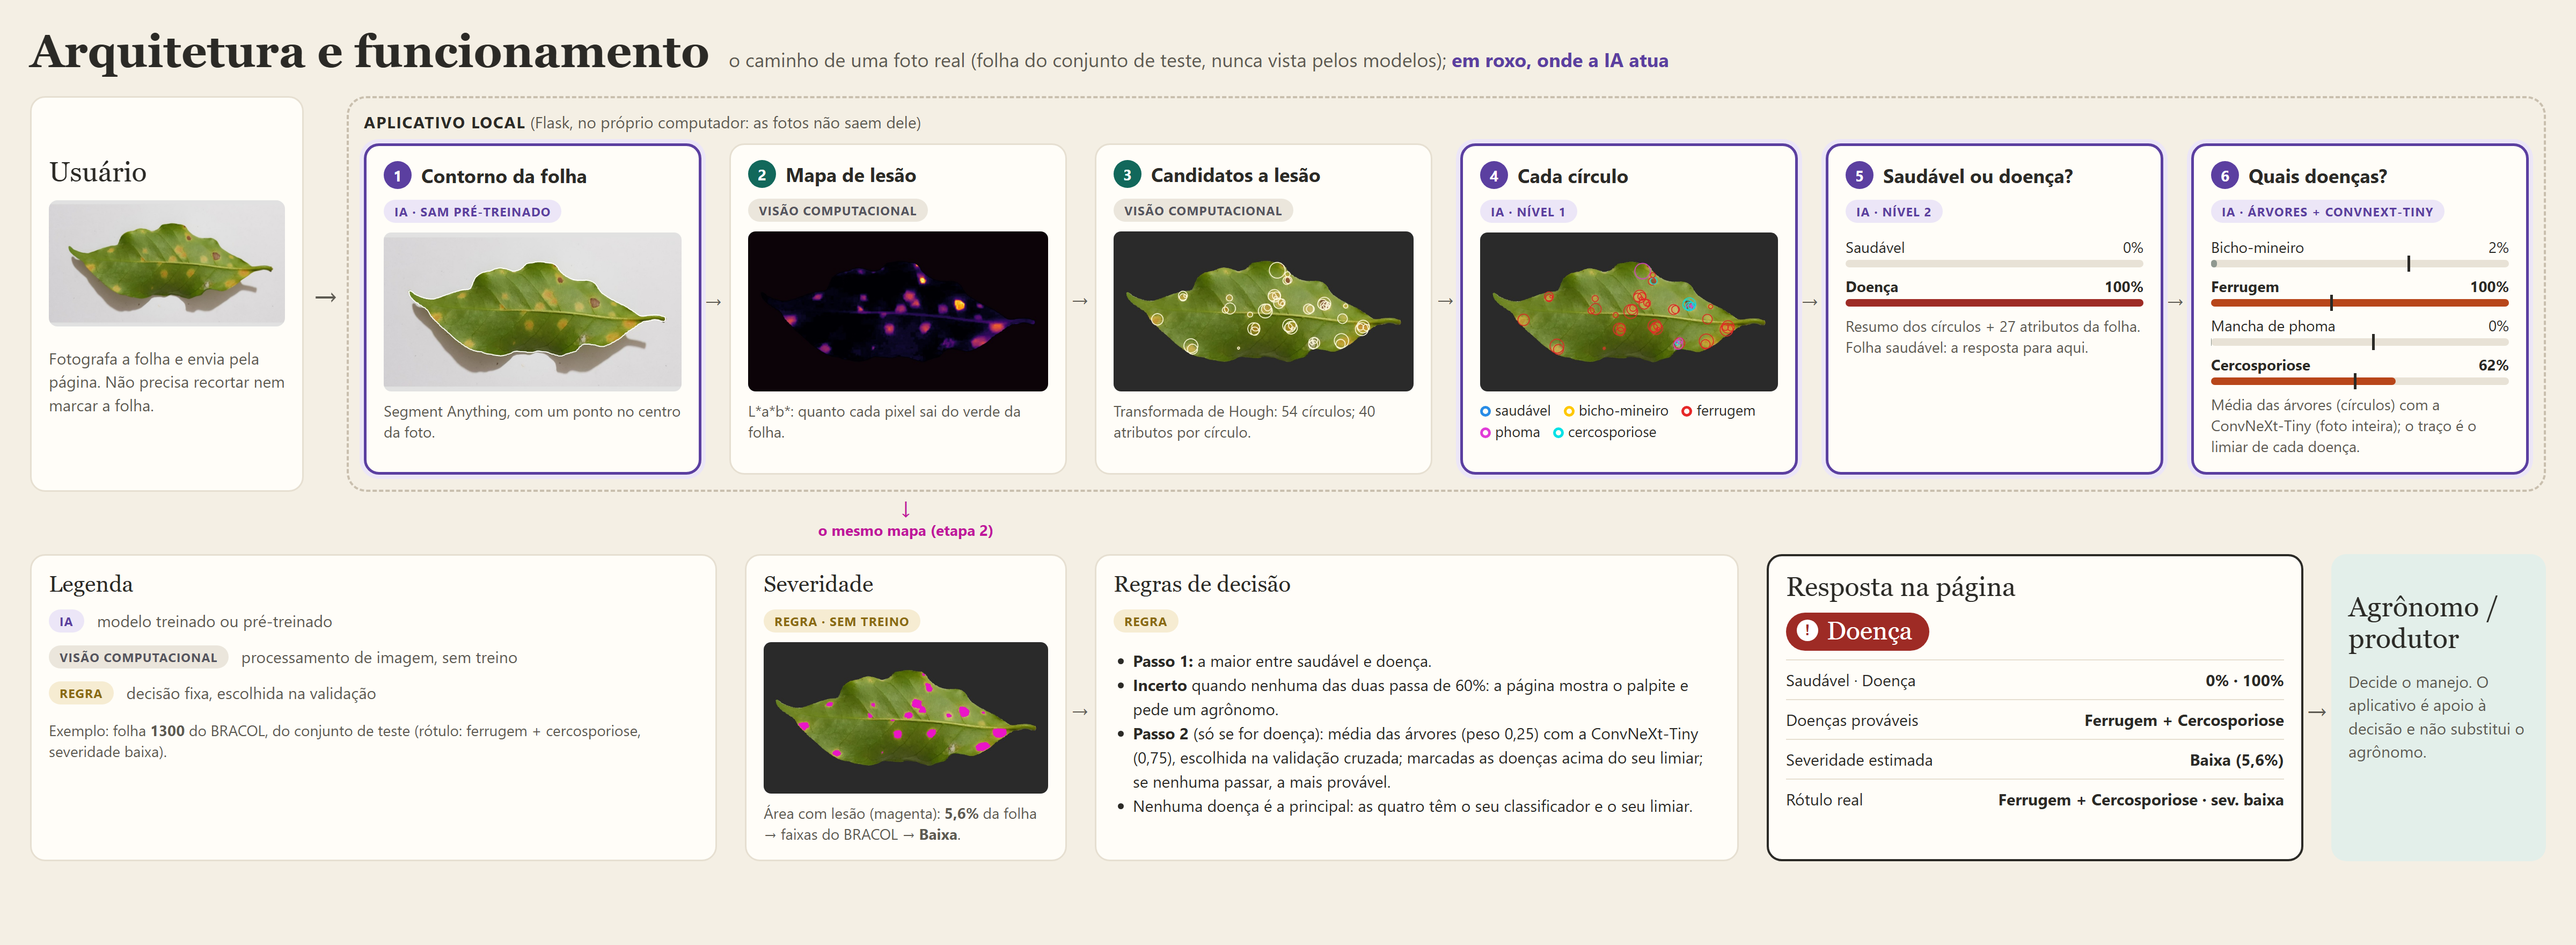 Arquitetura e funcionamento
o caminho de uma foto real (folha do conjunto de teste, nunca vista pelos modelos); em roxo, onde a IA atua
Usuário
Fotografa a folha e envia pela
página. Não precisa recortar nem
marcar a folha.
→
APLICATIVO LOCAL (Flask, no próprio computador: as fotos não saem dele)
1 Contorno da folha
IA · SAM PRÉ-TREINADO
Segment Anything, com um ponto no centro
da foto.
→
2 Mapa de lesão
VISÃO COMPUTACIONAL
L*a*b*: quanto cada pixel sai do verde da
folha.
→
3 Candidatos a lesão
VISÃO COMPUTACIONAL
Transformada de Hough: 54 círculos; 40
atributos por círculo.
→
4 Cada círculo
IA · NÍVEL 1
saudável bicho-mineiro ferrugem
phoma cercosporiose
→
5 Saudável ou doença?
IA · NÍVEL 2
Saudável 0%
Doença 100%
Resumo dos círculos + 27 atributos da folha.
Folha saudável: a resposta para aqui.
→
6 Quais doenças?
IA · ÁRVORES + CONVNEXT-TINY
Bicho-mineiro 2%
Ferrugem 100%
Mancha de phoma 0%
Cercosporiose 62%
Média das árvores (círculos) com a
ConvNeXt-Tiny (foto inteira); o traço é o
limiar de cada doença.
↓
o mesmo mapa (etapa 2)
Legenda
IA modelo treinado ou pré-treinado
VISÃO COMPUTACIONAL processamento de imagem, sem treino
REGRA decisão fixa, escolhida na validação
Exemplo: folha 1300 do BRACOL, do conjunto de teste (rótulo: ferrugem + cercosporiose,
severidade baixa).
Severidade
REGRA · SEM TREINO
Área com lesão (magenta): 5,6% da folha
→ faixas do BRACOL → Baixa.
→
Regras de decisão
REGRA
• Passo 1: a maior entre saudável e doença.
• Incerto quando nenhuma das duas passa de 60%: a página mostra o palpite e
pede um agrônomo.
• Passo 2 (só se for doença): média das árvores (peso 0,25) com a ConvNeXt-Tiny
(0,75), escolhida na validação cruzada; marcadas as doenças acima do seu limiar;
se nenhuma passar, a mais provável.
• Nenhuma doença é a principal: as quatro têm o seu classificador e o seu limiar.
Resposta na página
! Doença
Saudável · Doença 0% · 100%
Doenças prováveis Ferrugem + Cercosporiose
Severidade estimada Baixa (5,6%)
Rótulo real Ferrugem + Cercosporiose · sev. baixa
→
Agrônomo /
produtor
Decide o manejo. O
aplicativo é apoio à
decisão e não substitui o
agrônomo.